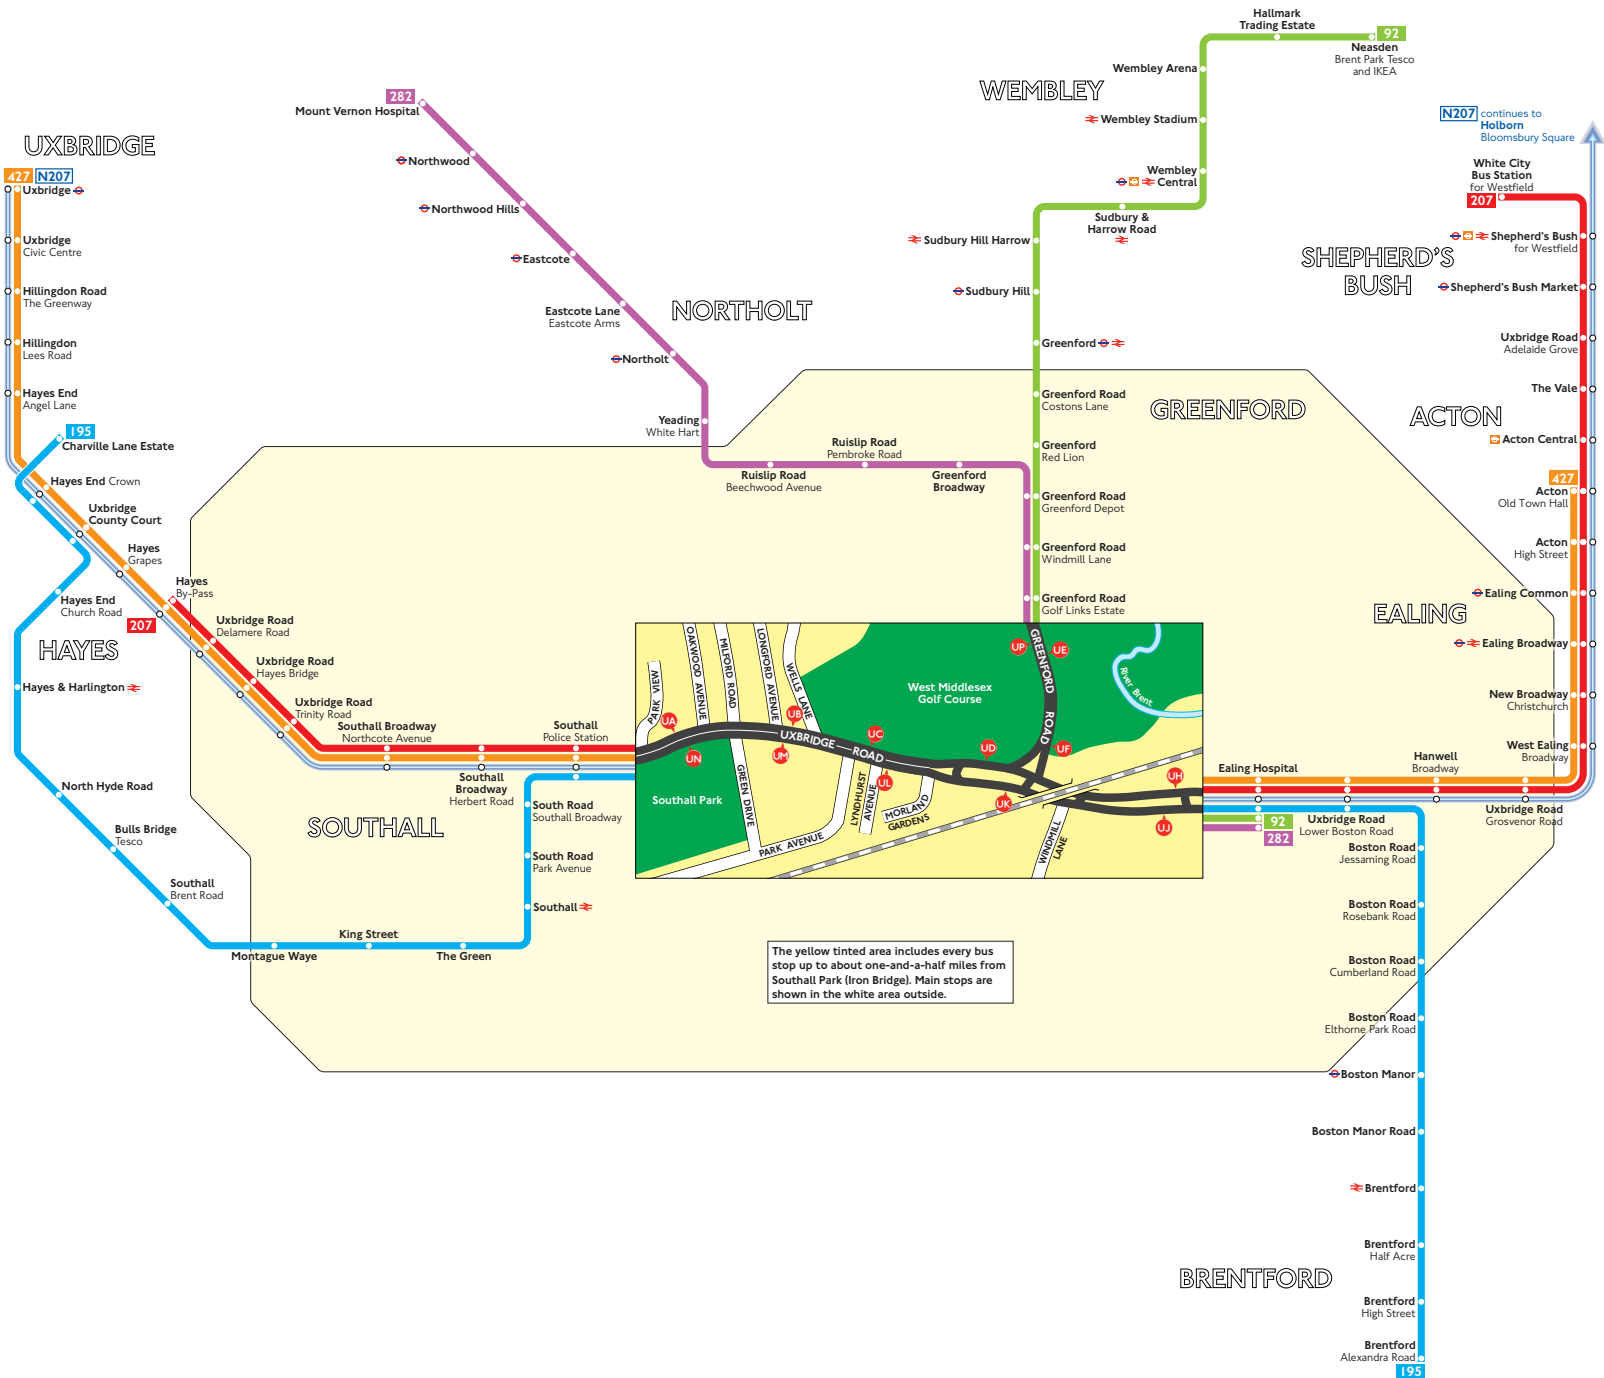 Hallmark
Trading Estate
92
Neasden
Brent Park Tesco
and IKEA
Wembley Arena
WEMBLEY
Wembley Stadium
Wembley
Central
Sudbury &
Harrow Road
Sudbury Hill Harrow
Sudbury Hill
Greenford
282
Mount Vernon Hospital
Northwood
Northwood Hills
Eastcote
Eastcote Lane
Eastcote Arms
NORTHOLT
Northolt
Yeading
White Hart
Ruislip Road
Pembroke Road
Ruislip Road
Beechwood Avenue
Greenford
Broadway
GREENFORD
Greenford Road
Costons Lane
Greenford
Red Lion
Greenford Road
Greenford Depot
Greenford Road
Windmill Lane
Greenford Road
Golf Links Estate
UXBRIDGE
427
N207
Uxbridge
Uxbridge
Civic Centre
Hillingdon Road
The Greenway
Hillingdon
Lees Road
Hayes End
Angel Lane
195
Charville Lane Estate
Hayes End Crown
Uxbridge
County Court
Hayes
Grapes
Hayes
By-Pass
207
Hayes End
Church Road
HAYES
Hayes & Harlington
North Hyde Road
Bulls Bridge
Tesco
Southall
Brent Road
Uxbridge Road
Delamere Road
Uxbridge Road
Hayes Bridge
Uxbridge Road
Trinity Road
Southall Broadway
Northcote Avenue
Southall
Police Station
Southall
Broadway
Herbert Road
SOUTHALL
South Road
Southall Broadway
South Road
Park Avenue
Southall
King Street
Montague Waye
The Green
N207
continues to
Holborn
Bloomsbury Square
White City
Bus Station
for Westfield
207
Shepherd's Bush
for Westfield
SHEPHERD'S
BUSH
Shepherd's Bush Market
Uxbridge Road
Adelaide Grove
The Vale
ACTON
Acton Central
427
Acton
Old Town Hall
Acton
High Street
Ealing Common
EALING
Ealing Broadway
New Broadway
Christchurch
West Ealing
Broadway
Ealing Hospital
Hanwell
Broadway
Uxbridge Road
Grosvenor Road
92
282
Uxbridge Road
Lower Boston Road
Boston Road
Jessaming Road
Boston Road
Rosebank Road
Boston Road
Cumberland Road
Boston Road
Elthorne Park Road
Boston Manor
Boston Manor Road
Brentford
Brentford
Half Acre
BRENTFORD
Brentford
High Street
Brentford
Alexandra Road
195
PARK VIEW
OAKWOOD AVENUE
MILFORD ROAD
LONGFORD AVENUE
WELLS LANE
UXBRIDGE ROAD
GREENFORD ROAD
West Middlesex
Golf Course
River Brent
Southall Park
GREEN DRIVE
PARK AVENUE
LYNDHURST
AVENUE
MORLAND
GARDENS
WINDMILL
LANE
UA
UB
UC
UD
UE
UF
UH
UJ
UK
UL
UM
UN
UP
The yellow tinted area includes every bus
stop up to about one-and-a-half miles from
Southall Park (Iron Bridge). Main stops are
shown in the white area outside.